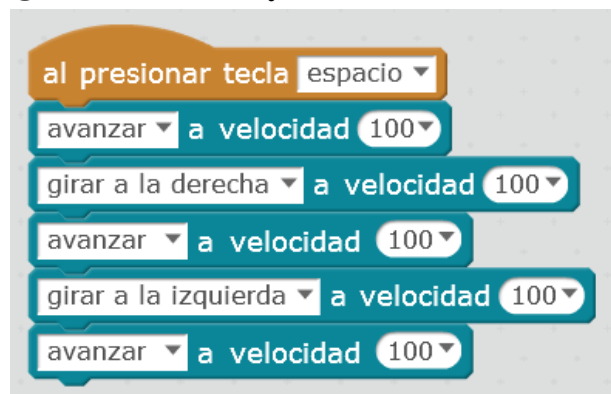 al presionar tecla espacio
avanzar a velocidad 100
girar a la derecha a velocidad 100
avanzar a velocidad 100
girar a la izquierda a velocidad 100
avanzar a velocidad 100